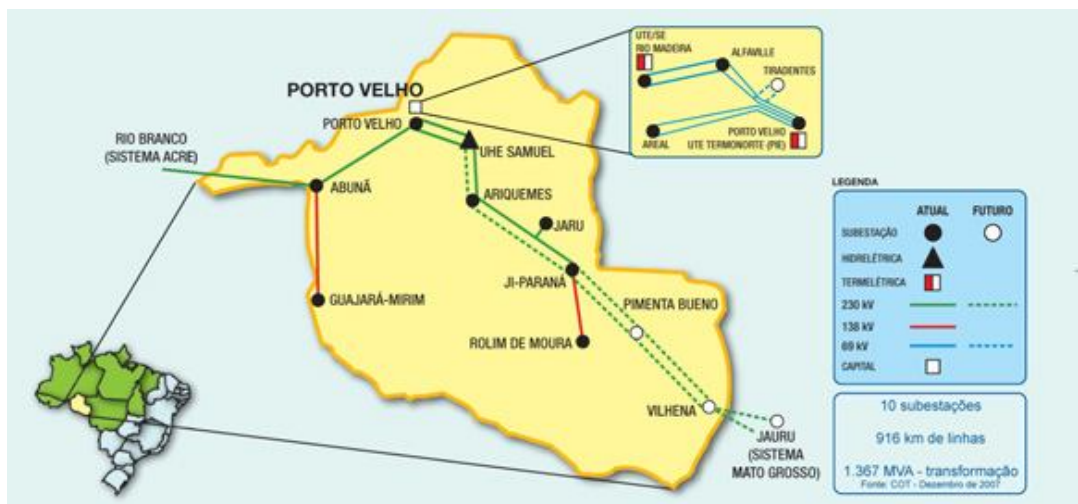 PORTO VELHO
PORTO VELHO
RIO BRANCO
(SISTEMA ACRE)
UHE SAMUEL
ABUNÃ
ARIQUEMES
JARU
JI-PARANÁ
GUAJARÁ-MIRIM
PIMENTA BUENO
ROLIM DE MOURA
VILHENA
JAURU
(SISTEMA
MATO GROSSO)
UTE/SE
RIO MADEIRA
ALFAVILLE
TIRADENTES
AREAL
PORTO VELHO
UTE TERMONORTE (PIE)
LEGENDA
ATUAL FUTURO
SUBESTAÇÃO
HIDRELÉTRICA
TERMELÉTRICA
230 kV
138 kV
69 kV
CAPITAL
10 subestações
916 km de linhas
1.367 MVA - transformação
Fonte: COT - Dezembro de 2007